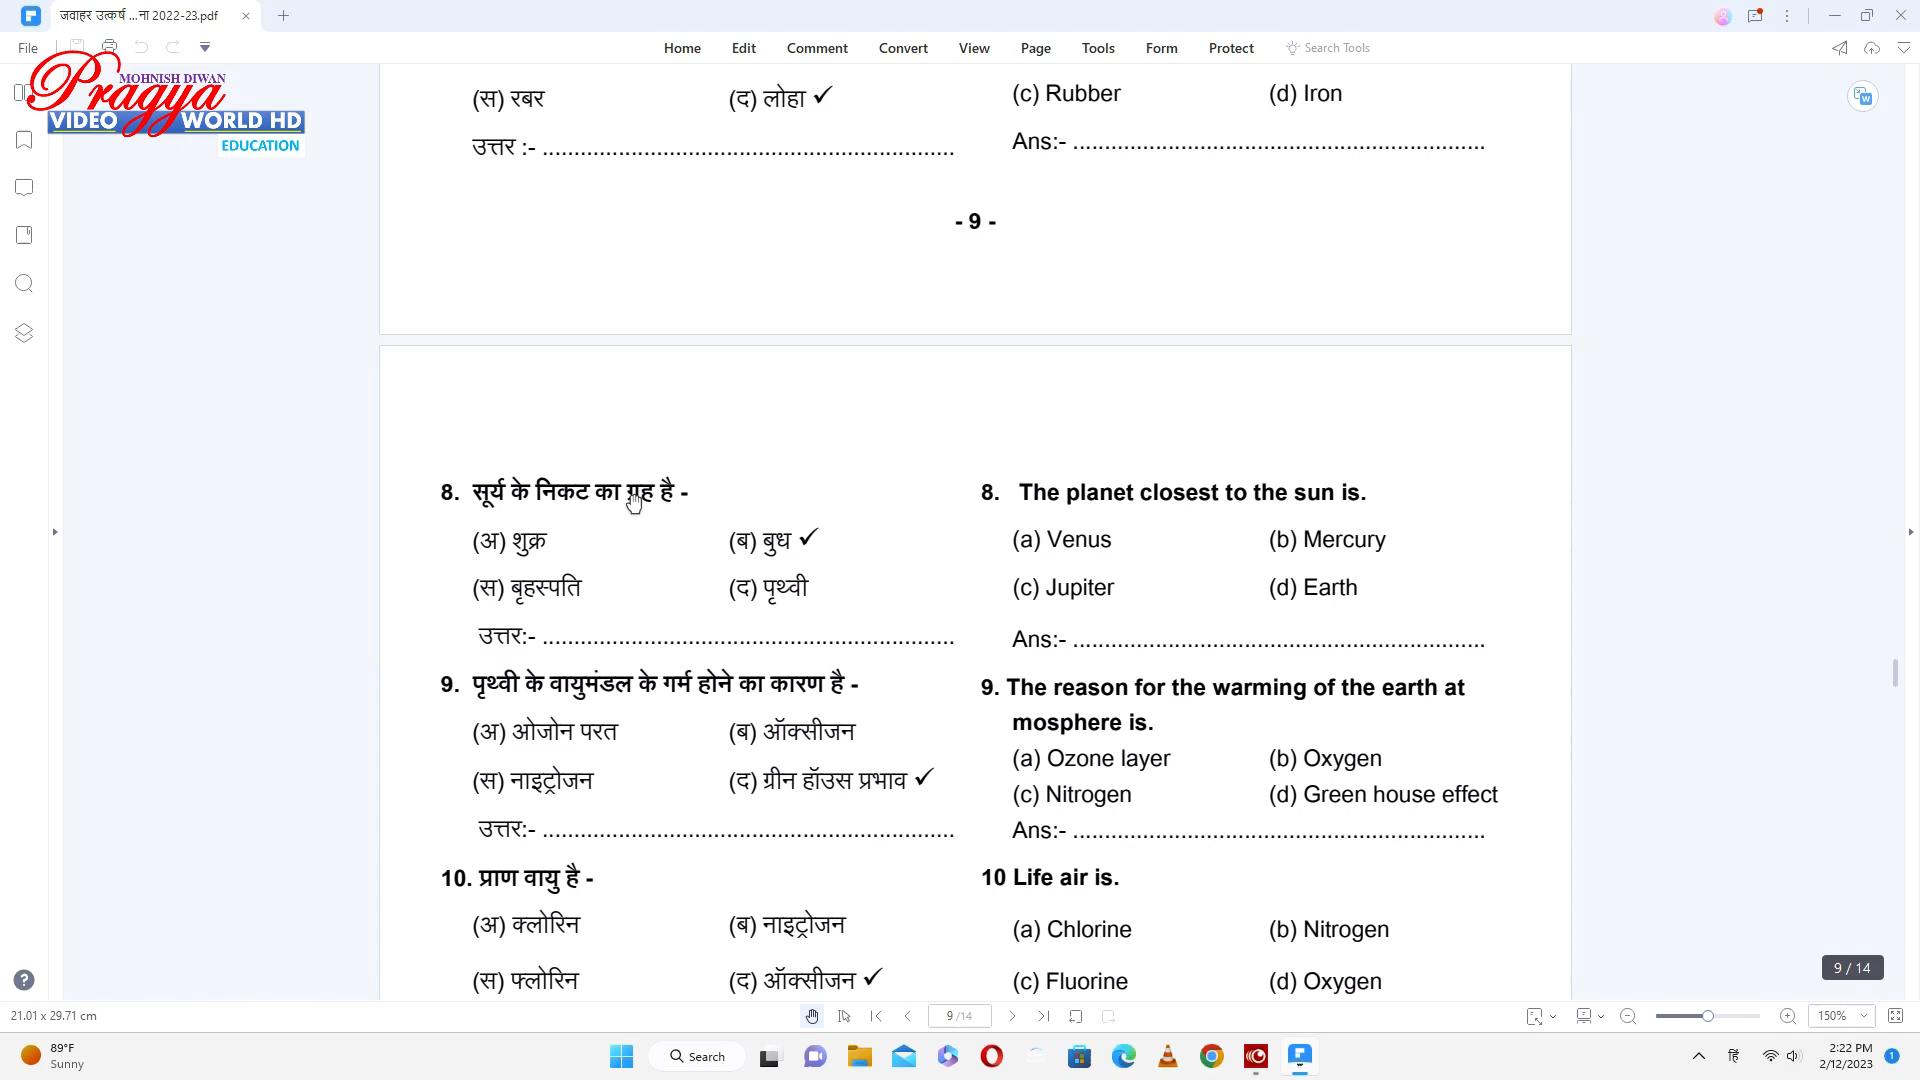 जवाहर उत्कर्ष ...ना 2022-23.pdf
File
Home Edit Comment Convert View Page Tools Form Protect Search Tools
MOHNISH DIWAN
Pragya
VIDEO WORLD HD
EDUCATION
(स) रबर (द) लोहा ✓
उत्तर :- .................................................................
(c) Rubber (d) Iron
Ans:- .................................................................
- 9 -
8. सूर्य के निकट का ग्रह है -
(अ) शुक्र (ब) बुध ✓
(स) बृहस्पति (द) पृथ्वी
उत्तर:- .................................................................
9. पृथ्वी के वायुमंडल के गर्म होने का कारण है -
(अ) ओजोन परत (ब) ऑक्सीजन
(स) नाइट्रोजन (द) ग्रीन हॉउस प्रभाव ✓
उत्तर:- .................................................................
10. प्राण वायु है -
(अ) क्लोरिन (ब) नाइट्रोजन
(स) फ्लोरिन (द) ऑक्सीजन ✓
8. The planet closest to the sun is.
(a) Venus (b) Mercury
(c) Jupiter (d) Earth
Ans:- .................................................................
9. The reason for the warming of the earth at
mosphere is.
(a) Ozone layer (b) Oxygen
(c) Nitrogen (d) Green house effect
Ans:- .................................................................
10 Life air is.
(a) Chlorine (b) Nitrogen
(c) Fluorine (d) Oxygen
9 / 14
21.01 x 29.71 cm
9 /14
150%
89°F
Sunny
Search
हिं
2:22 PM
2/12/2023
1